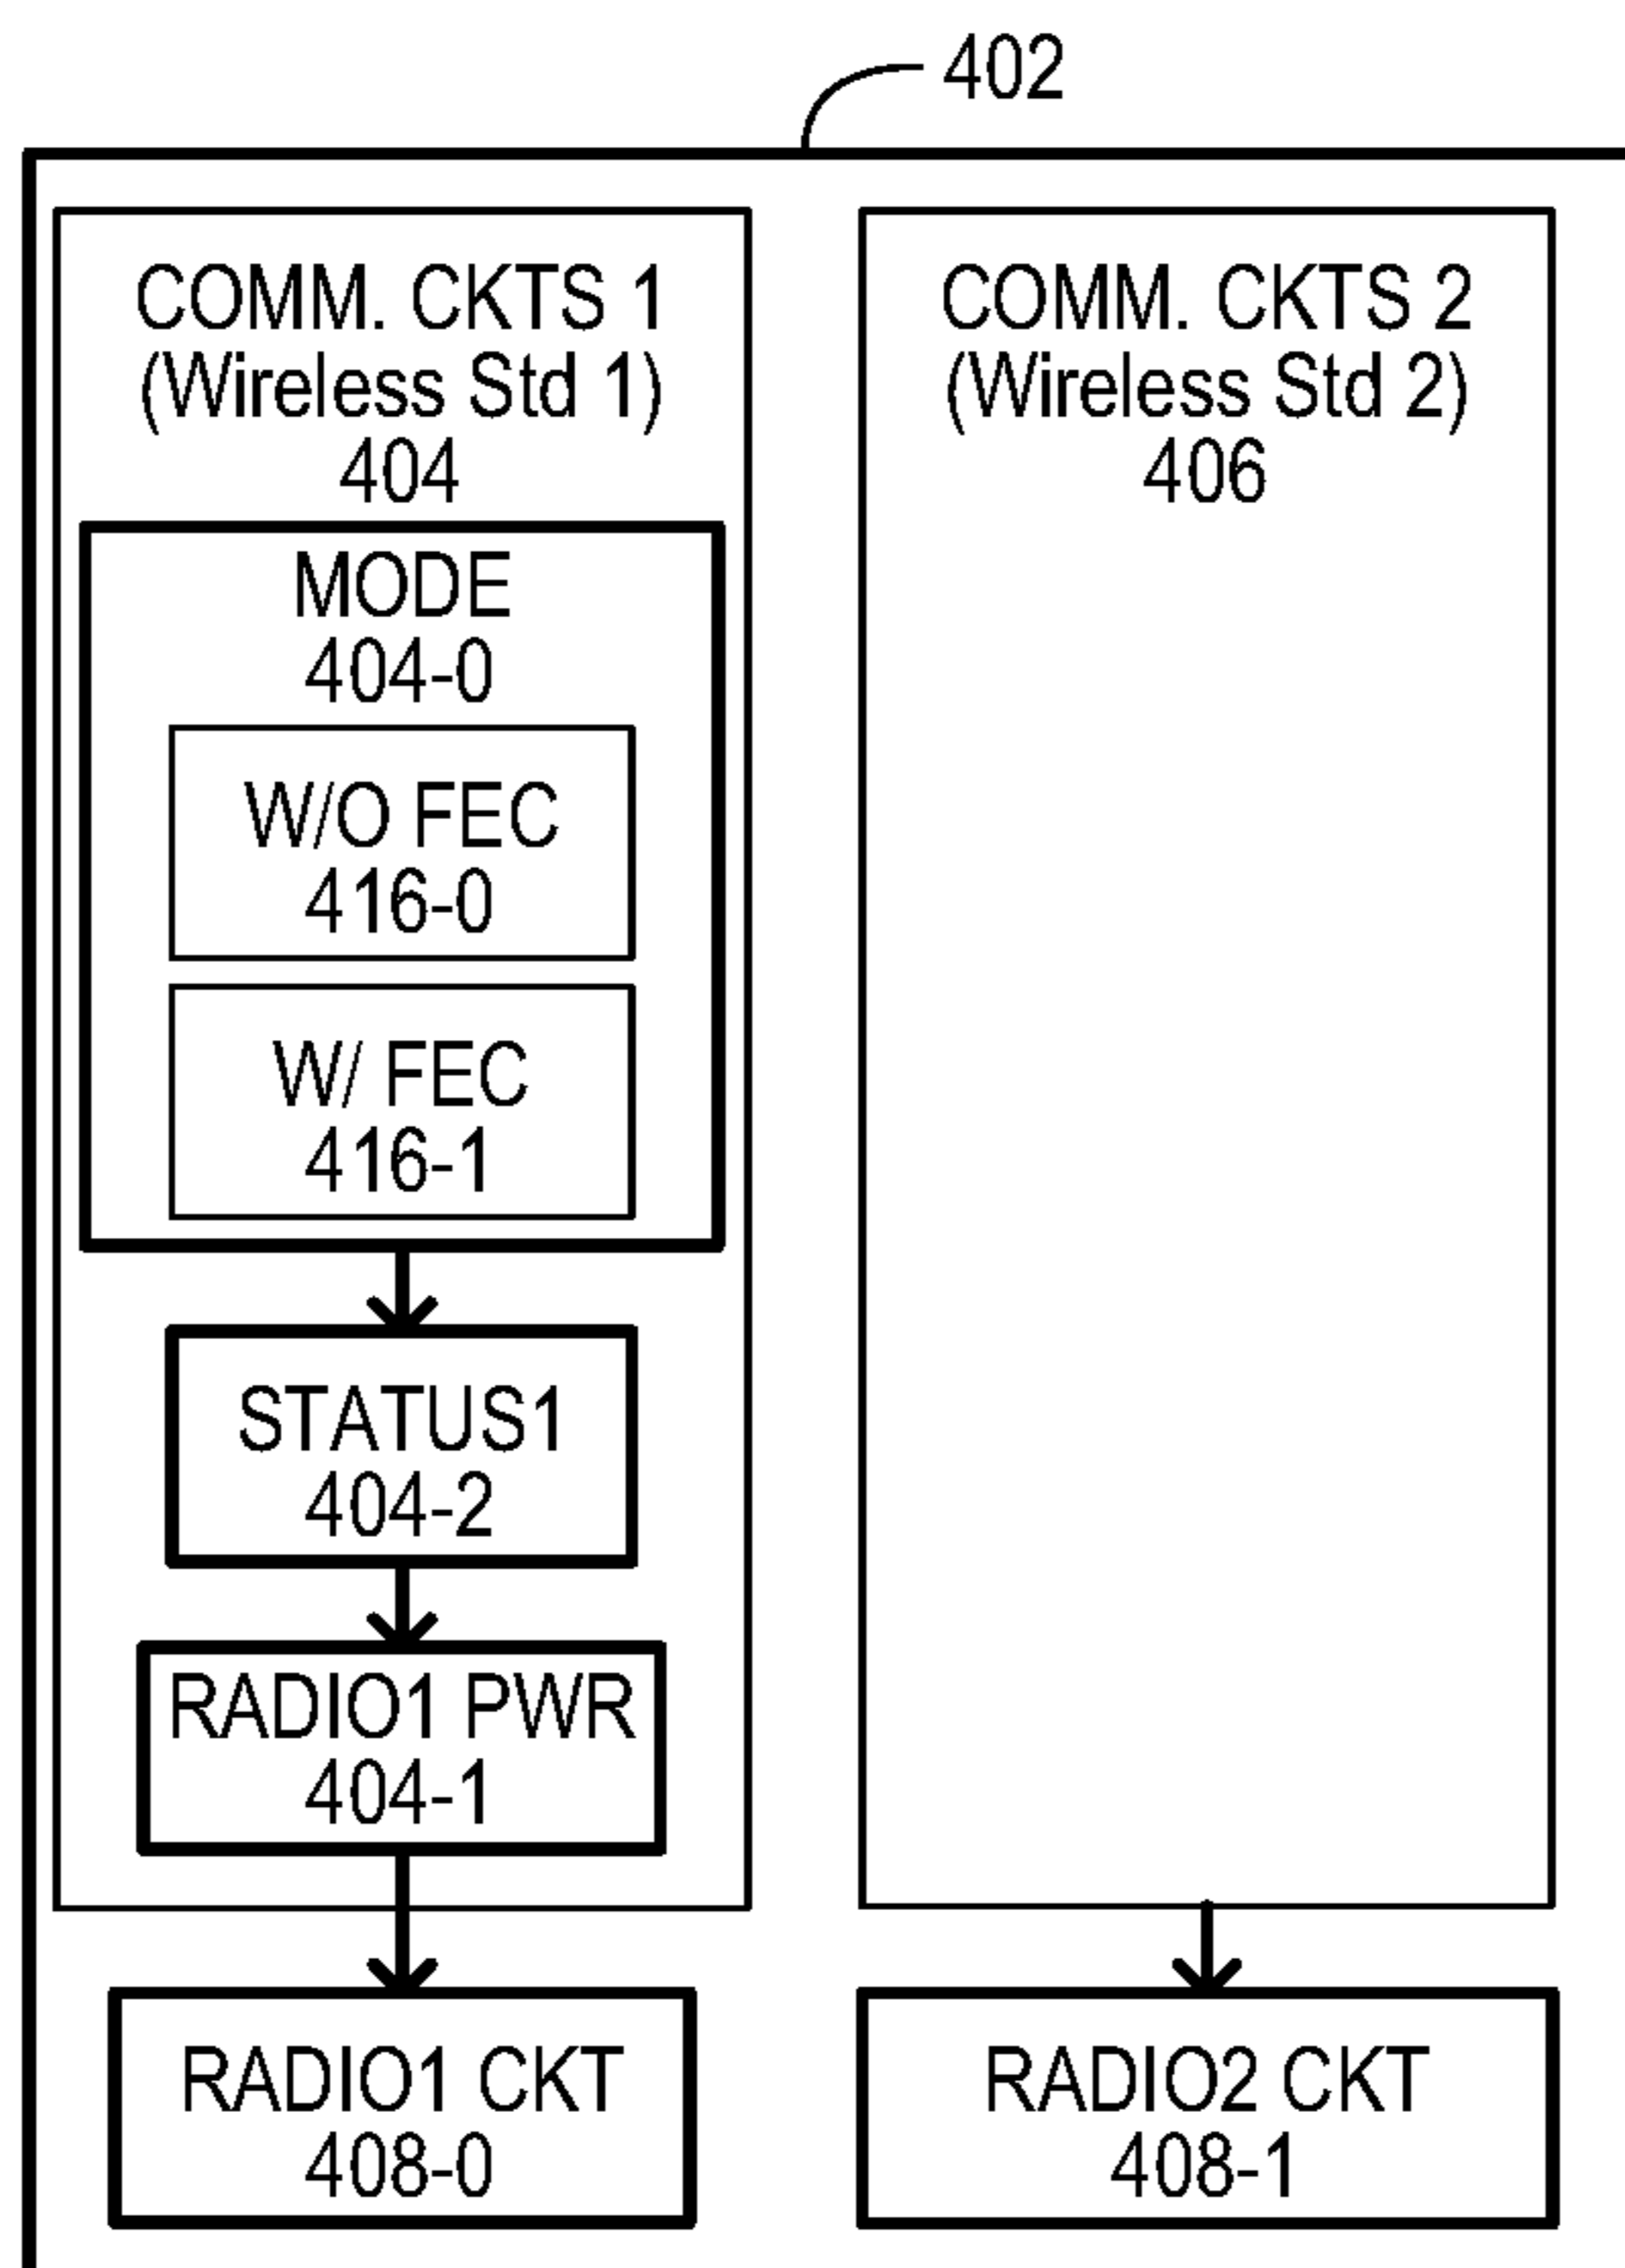 402
COMM. CKTS 1
(Wireless Std 1)
404
MODE
404-0
W/O FEC
416-0
W/ FEC
416-1
STATUS1
404-2
RADIO1 PWR
404-1
RADIO1 CKT
408-0
COMM. CKTS 2
(Wireless Std 2)
406
RADIO2 CKT
408-1